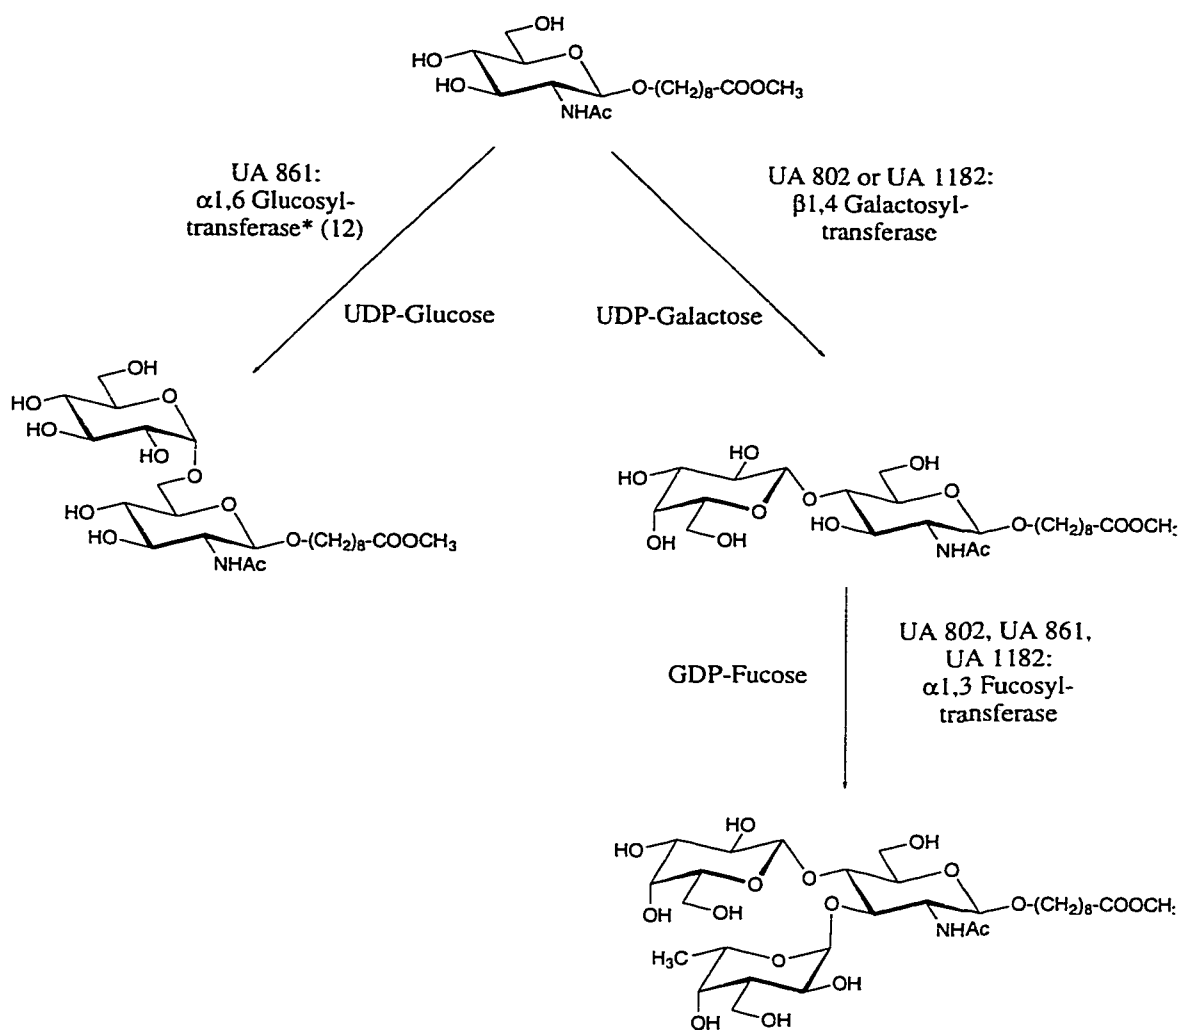 OH
HO
O
HO
O-(CH2)8-COOCH3
NHAc
UA 861:
α1,6 Glucosyl-
transferase* (12)
UA 802 or UA 1182:
β1,4 Galactosyl-
transferase
UDP-Glucose
UDP-Galactose
OH
HO
O
HO
HO
O
HO
O
HO
O-(CH2)8-COOCH3
NHAc
HO
HO
OH
O
O
O
HO
O-(CH2)8-COOCH3
NHAc
OH
OH
GDP-Fucose
UA 802, UA 861,
UA 1182:
α1,3 Fucosyl-
transferase
HO
HO
OH
O
O
O
O-(CH2)8-COOCH3
O
NHAc
OH
OH
H3C
O
OH
OH
HO